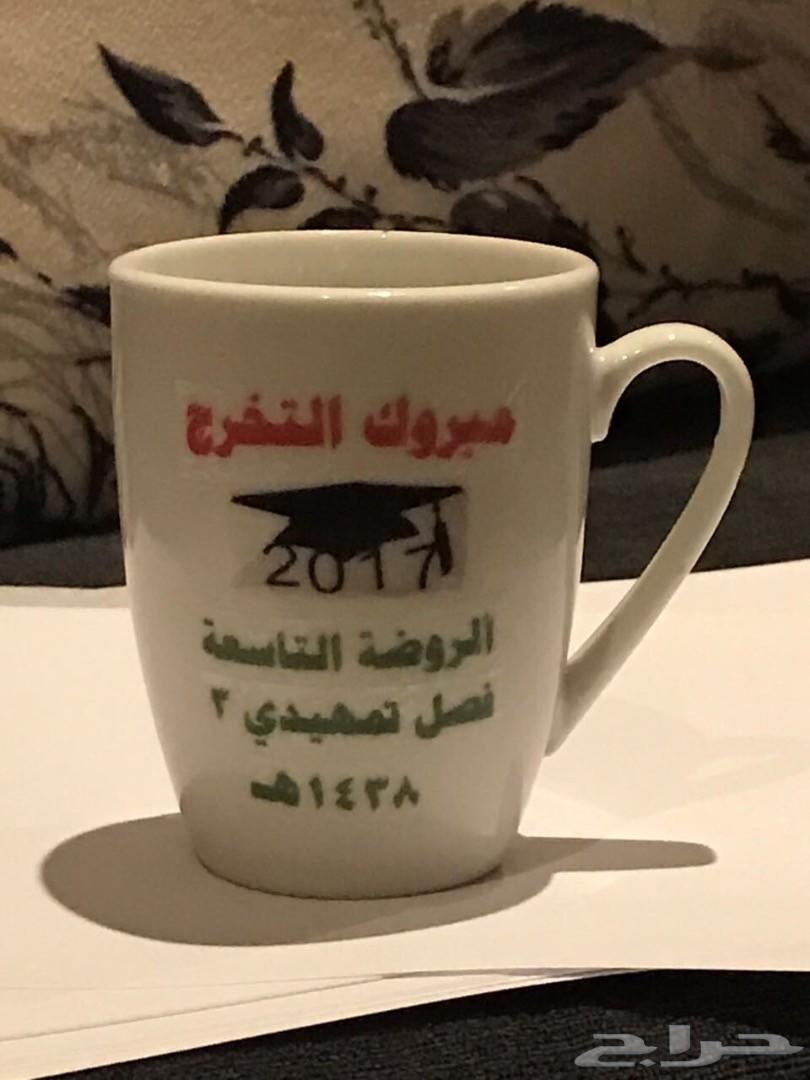 مبروك التخرج
2017
الروضة التاسعة
فصل تمهيدي ٣
١٤٣٨هـ
حراج